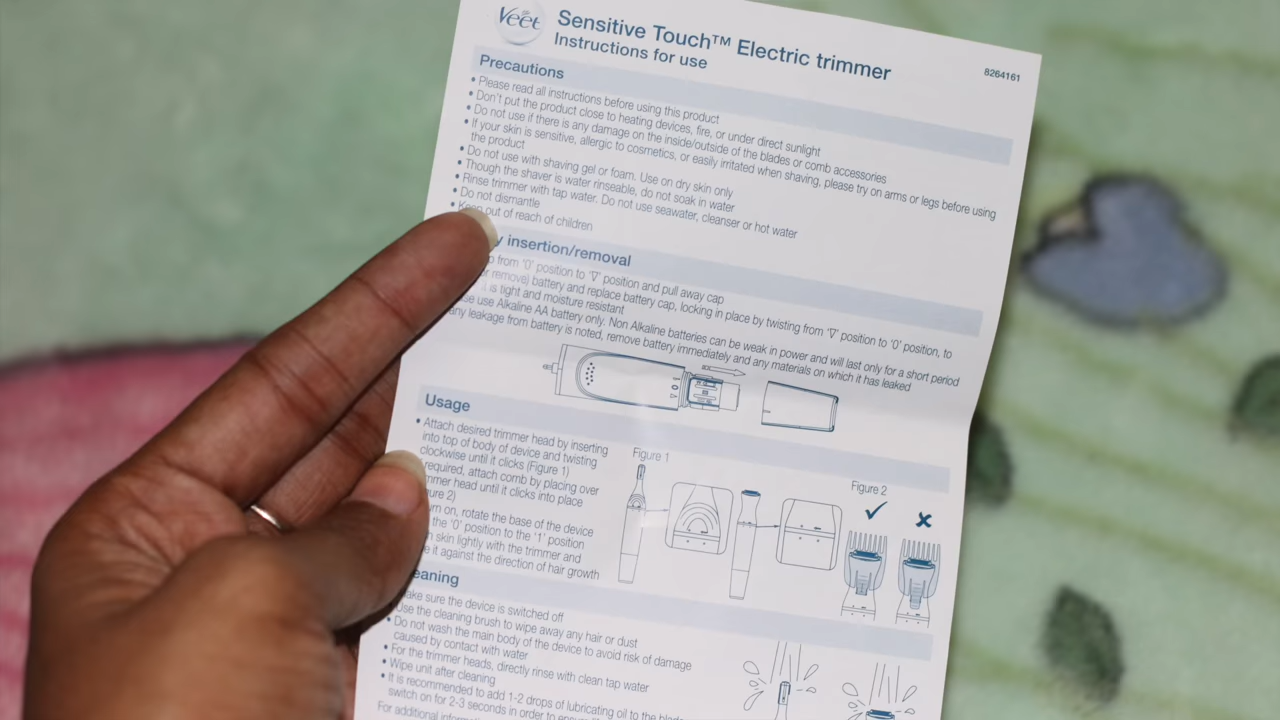 Veet
Sensitive Touch™ Electric trimmer
Instructions for use
8264161
Precautions
• Please read all instructions before using this product
• Don't put the product close to heating devices, fire, or under direct sunlight
• Do not use if there is any damage on the inside/outside of the blades or comb accessories
• If your skin is sensitive, allergic to cosmetics, or easily irritated when shaving, please try on arms or legs before using
the product
• Do not use with shaving gel or foam. Use on dry skin only
• Though the shaver is water rinseable, do not soak in water
• Rinse trimmer with tap water. Do not use seawater, cleanser or hot water
• Do not dismantle
• Keep out of reach of children
y insertion/removal
from '0' position to '∇' position and pull away cap
remove) battery and replace battery cap, locking in place by twisting from '∇' position to '0' position, to
is tight and moisture resistant
use Alkaline AA battery only. Non Alkaline batteries can be weak in power and will last only for a short period
any leakage from battery is noted, remove battery immediately and any materials on which it has leaked
Usage
• Attach desired trimmer head by inserting
into top of body of device and twisting
clockwise until it clicks (Figure 1)
required, attach comb by placing over
mmer head until it clicks into place
ure 2)
rn on, rotate the base of the device
the '0' position to the '1' position
skin lightly with the trimmer and
e it against the direction of hair growth
Figure 1
Figure 2
eaning
ake sure the device is switched off
Use the cleaning brush to wipe away any hair or dust
• Do not wash the main body of the device to avoid risk of damage
caused by contact with water
• For the trimmer heads, directly rinse with clean tap water
• Wipe unit after cleaning
• It is recommended to add 1-2 drops of lubricating oil to the blade
switch on for 2-3 seconds in order to
For additional